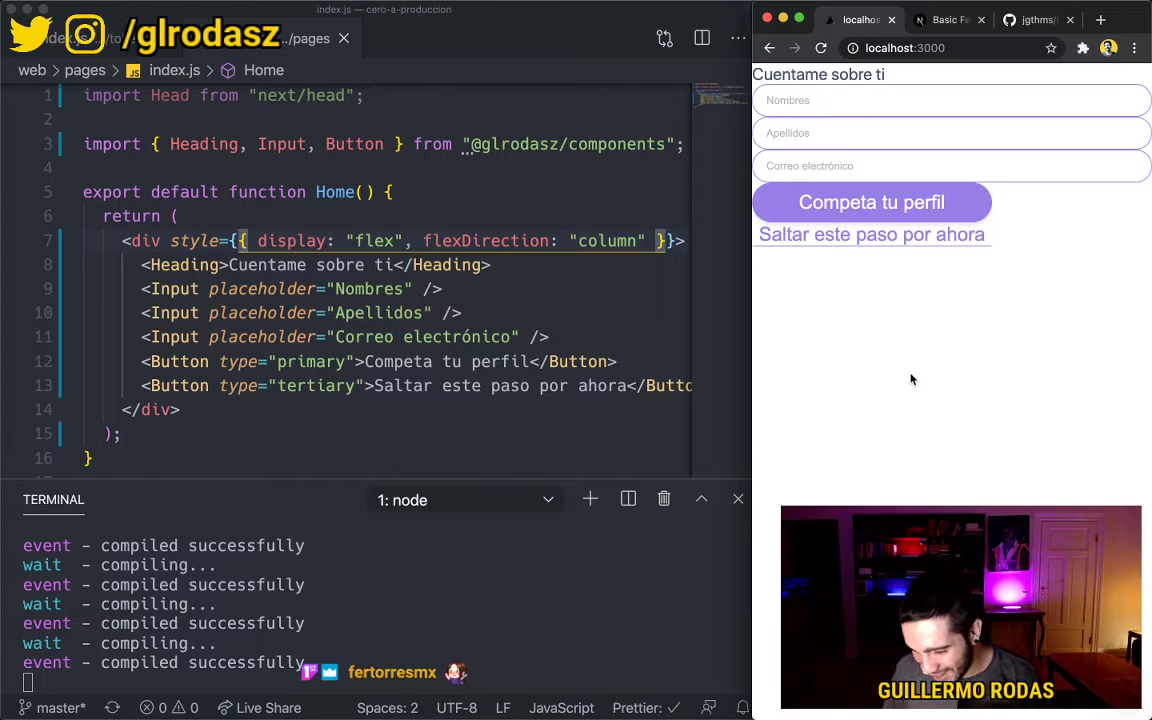 index.js — cero-a-produccion
/glrodasz
.../pages
localhos
Basic Fe
jgthms/
localhost:3000
web > pages > JS index.js > Home
1 import Head from "next/head";
2
3 import { Heading, Input, Button } from "@glrodasz/components";
4
5 export default function Home() {
6 return (
7 <div style={{ display: "flex", flexDirection: "column" }}>
8 <Heading>Cuentame sobre ti</Heading>
9 <Input placeholder="Nombres" />
10 <Input placeholder="Apellidos" />
11 <Input placeholder="Correo electrónico" />
12 <Button type="primary">Competa tu perfil</Button>
13 <Button type="tertiary">Saltar este paso por ahora</Butto
14 </div>
15 );
16 }
Cuentame sobre ti
Nombres
Apellidos
Correo electrónico
Competa tu perfil
Saltar este paso por ahora
TERMINAL
1: node
event - compiled successfully
wait - compiling...
event - compiled successfully
wait - compiling...
event - compiled successfully
wait - compiling...
event - compiled successfully
fertorresmx
GUILLERMO RODAS
master* 0 0 Live Share Spaces: 2 UTF-8 LF JavaScript Prettier: ✓